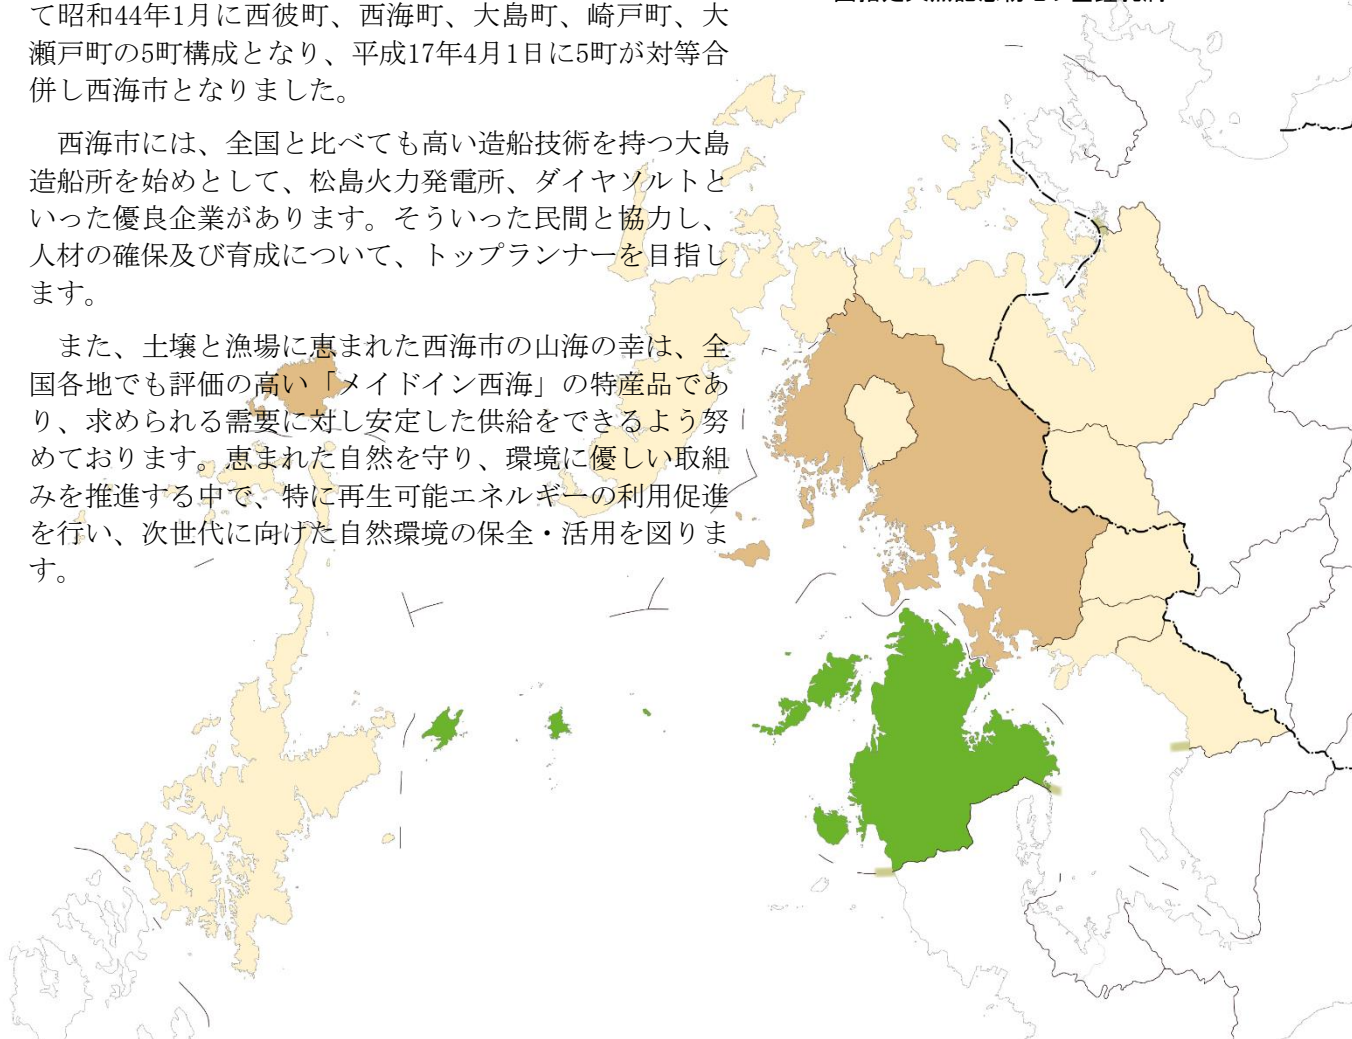 て昭和44年1月に西彼町、西海町、大島町、崎戸町、大
瀬戸町の5町構成となり、平成17年4月1日に5町が対等合
併し西海市となりました。
西海市には、全国と比べても高い造船技術を持つ大島
造船所を始めとして、松島火力発電所、ダイヤソルトと
いった優良企業があります。そういった民間と協力し、
人材の確保及び育成について、トップランナーを目指し
ます。
また、土壌と漁場に恵まれた西海市の山海の幸は、全
国各地でも評価の高い「メイドイン西海」の特産品であ
り、求められる需要に対し安定した供給をできるよう努
めております。恵まれた自然を守り、環境に優しい取組
みを推進する中で、特に再生可能エネルギーの利用促進
を行い、次世代に向けた自然環境の保全・活用を図りま
す。